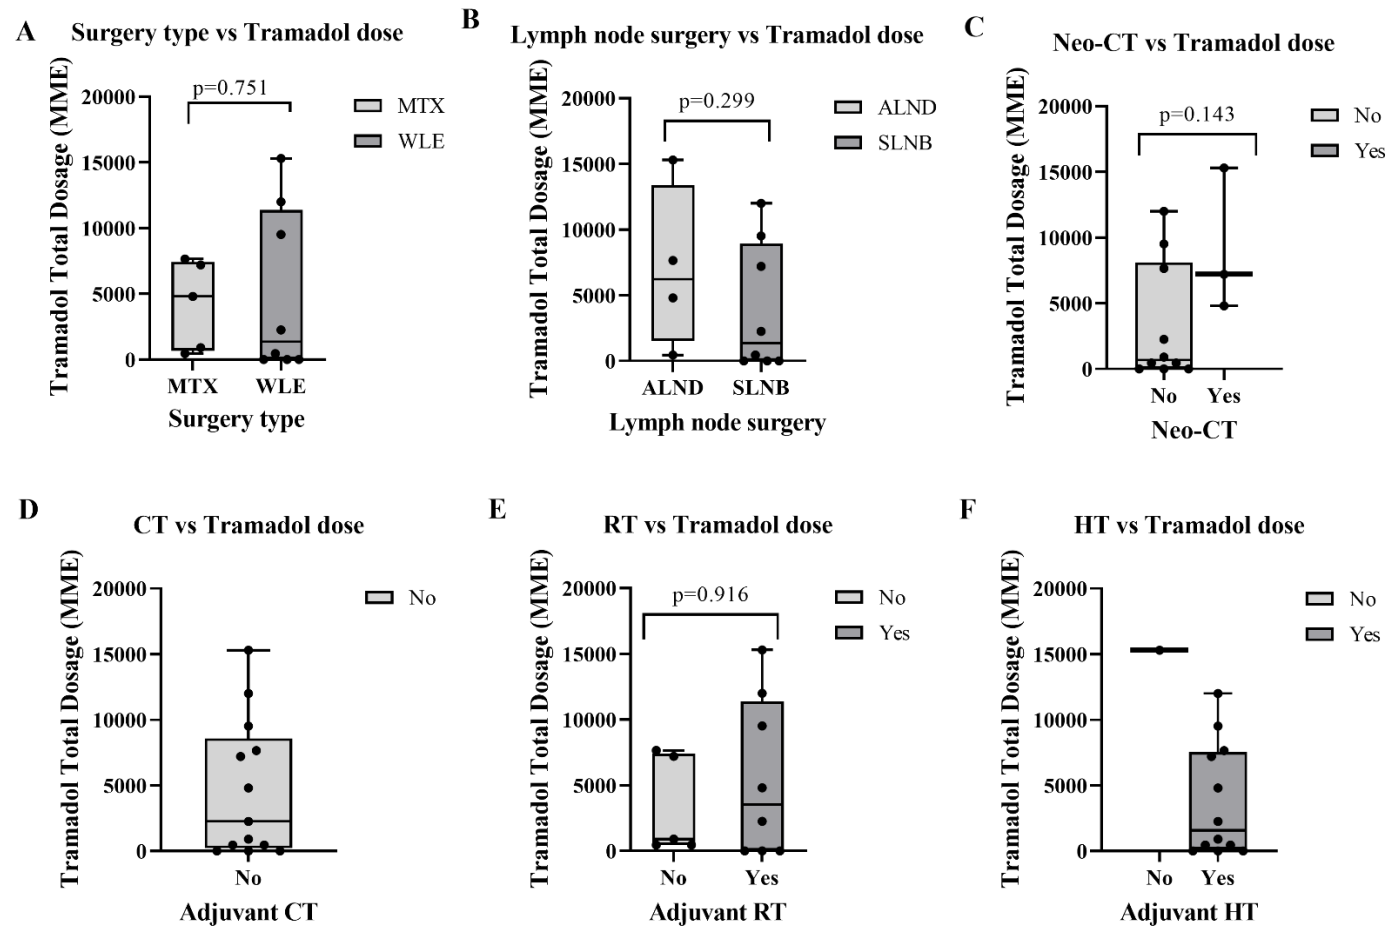 A
Surgery type vs Tramadol dose
Tramadol Total Dosage (MME)
20000
15000
10000
5000
0
p=0.751
MTX
WLE
MTX
WLE
Surgery type
B
Lymph node surgery vs Tramadol dose
Tramadol Total Dosage (MME)
20000
15000
10000
5000
0
p=0.299
ALND
SLNB
ALND
SLNB
Lymph node surgery
C
Neo-CT vs Tramadol dose
Tramadol Total Dosage (MME)
20000
15000
10000
5000
0
p=0.143
No
Yes
No
Yes
Neo-CT
D
CT vs Tramadol dose
Tramadol Total Dosage (MME)
20000
15000
10000
5000
0
No
No
Adjuvant CT
E
RT vs Tramadol dose
Tramadol Total Dosage (MME)
20000
15000
10000
5000
0
p=0.916
No
Yes
No
Yes
Adjuvant RT
F
HT vs Tramadol dose
Tramadol Total Dosage (MME)
20000
15000
10000
5000
0
No
Yes
No
Yes
Adjuvant HT